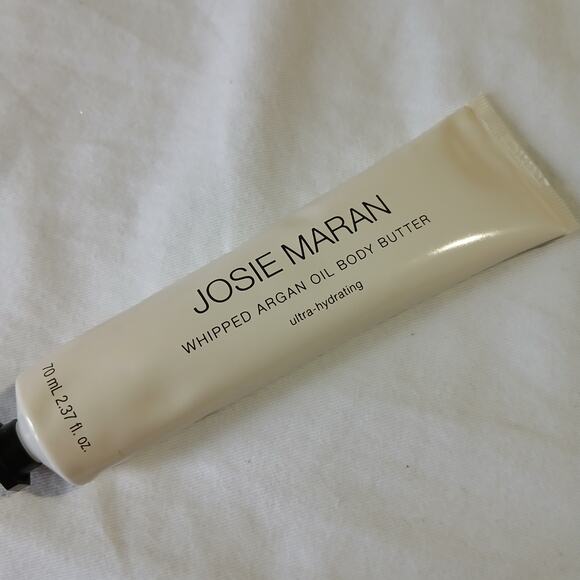 JOSIE MARAN
WHIPPED ARGAN OIL BODY BUTTER
ultra-hydrating
70 mL 2.37 fl. oz.